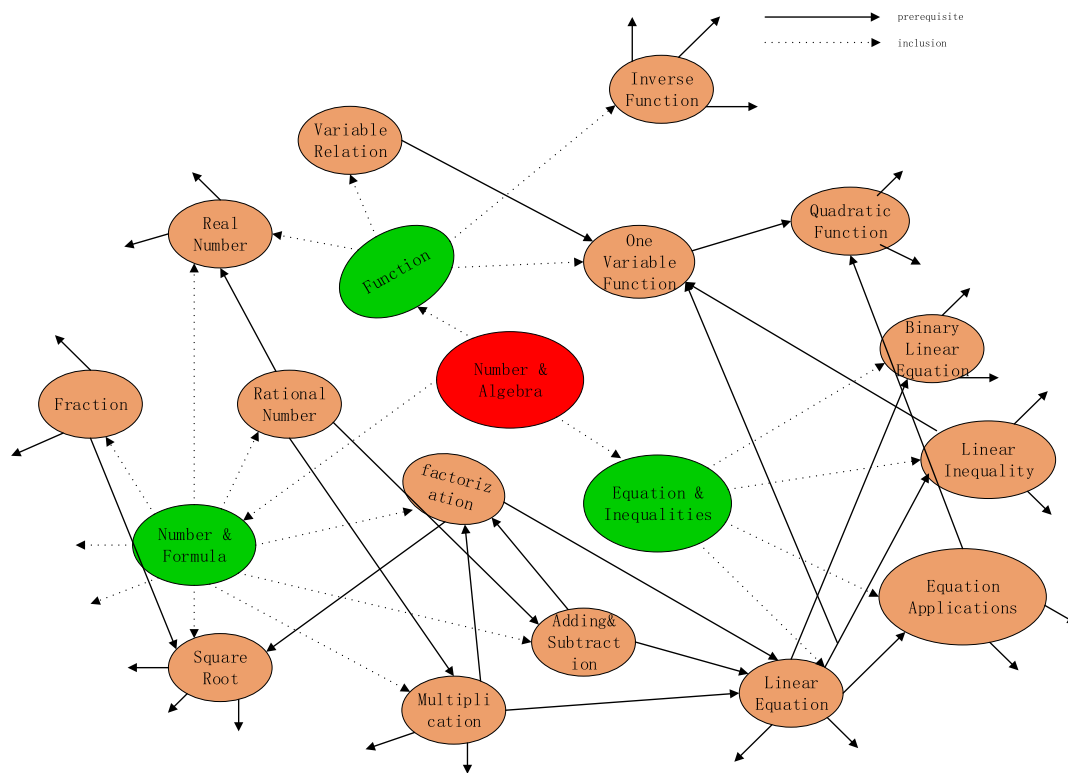 prerequisite
inclusion
Inverse
Function
Variable
Relation
Real
Number
Quadratic
Function
One
Variable
Function
Function
Binary
Linear
Equation
Number &
Algebra
Fraction
Rational
Number
Linear
Inequality
factoriz
ation
Equation &
Inequalities
Number &
Formula
Equation
Applications
Adding&
Subtract
ion
Square
Root
Multipli
cation
Linear
Equation